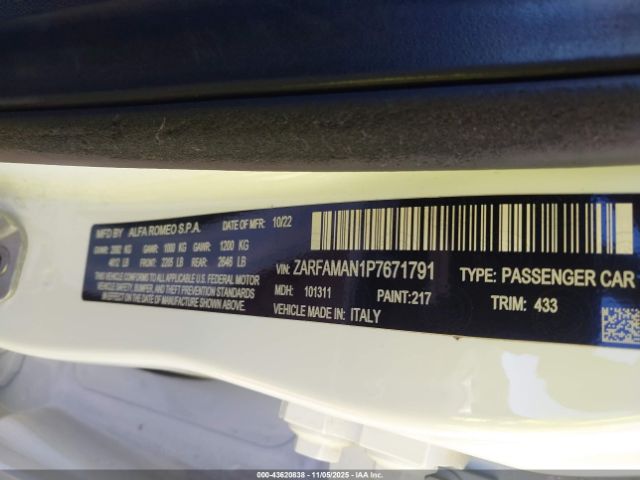 MFD BY ALFA ROMEO S.P.A. DATE OF MFR: 10/22
GVWR: 2092 KG GAWR: 1000 KG GAWR: 1200 KG
4612 LB FRONT: 2205 LB REAR: 2646 LB
THIS VEHICLE CONFORMS TO ALL APPLICABLE U.S. FEDERAL MOTOR
VEHICLE SAFETY, BUMPER, AND THEFT PREVENTION STANDARDS
IN EFFECT ON THE DATE OF MANUFACTURE SHOWN ABOVE.
VIN: ZARFAMAN1P7671791 TYPE: PASSENGER CAR
MDH: 101311 PAINT: 217 TRIM: 433
VEHICLE MADE IN: ITALY
00-43620838 | 11/05/2025 - IAA Inc.